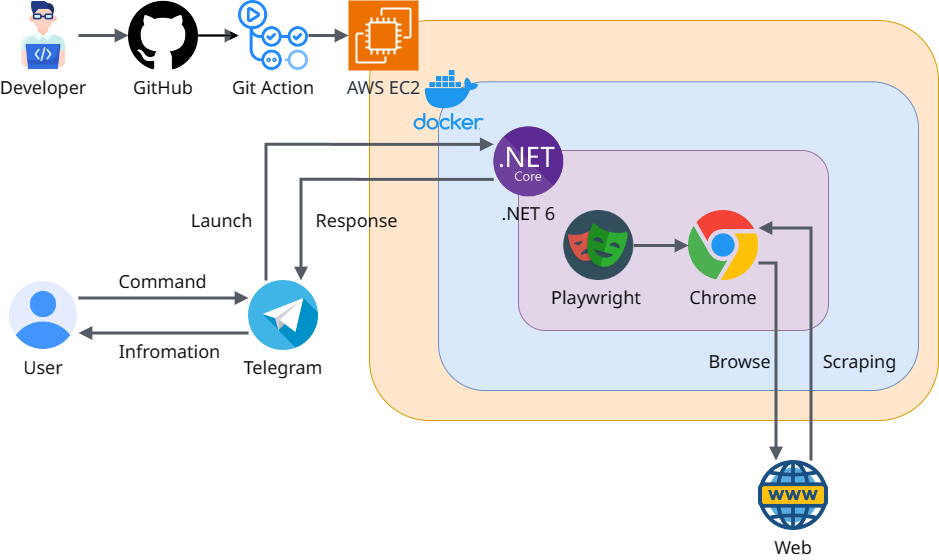 Developer
GitHub
Git Action
AWS EC2
docker
.NET
Core
.NET 6
Launch
Response
Playwright
Chrome
Command
Infromation
User
Telegram
Browse
Scraping
WWW
Web